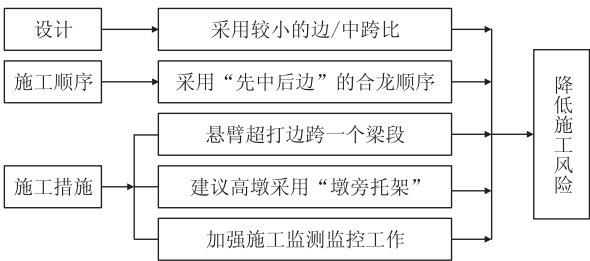 设计
采用较小的边/中跨比
施工顺序
采用“先中后边”的合龙顺序
悬臂超打边跨一个梁段
施工措施
建议高墩采用“墩旁托架”
加强施工监测监控工作
降低施工风险